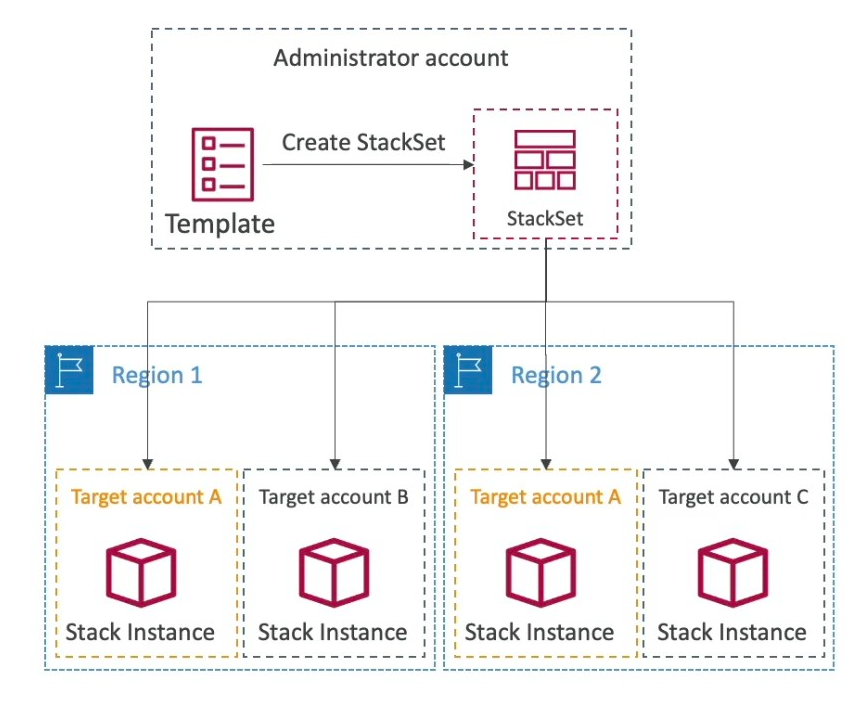 Administrator account
Create StackSet
Template
StackSet
Region 1
Region 2
Target account A
Target account B
Target account A
Target account C
Stack Instance
Stack Instance
Stack Instance
Stack Instance